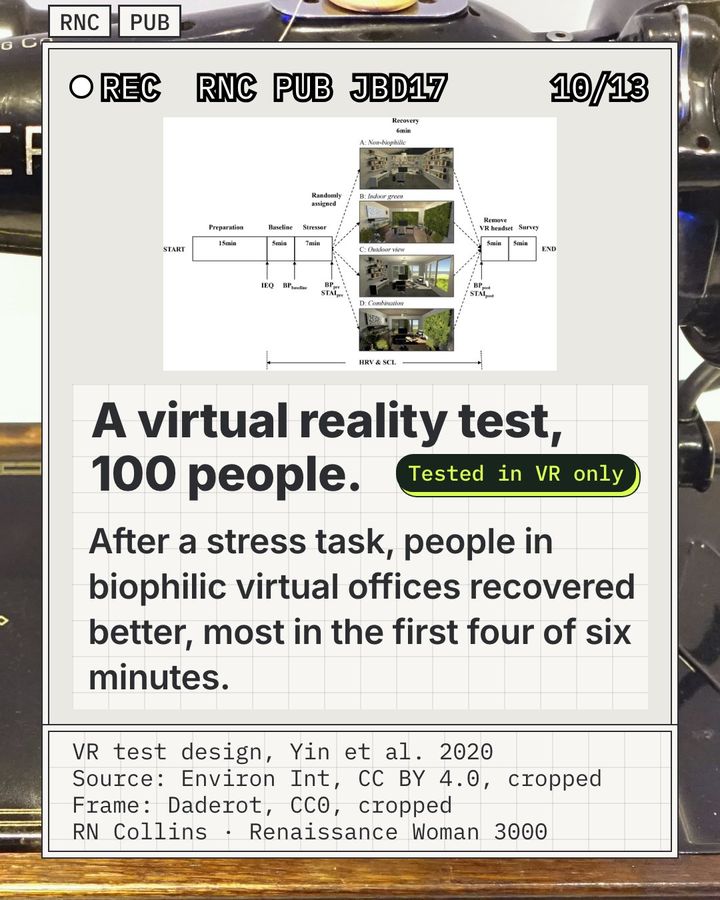 RNC PUB
REC RNC PUB JBD17 10/13
Recovery
6min
A: Non-biophilic
B: Indoor green
C: Outdoor view
D: Combination
Randomly
assigned
Preparation Baseline Stressor
START 15min 5min 7min
IEQ BPbaseline BPpre
STAIpre
Remove
VR headset Survey
5min 5min END
BPpost
STAIpost
HRV & SCL
A virtual reality test,
100 people. Tested in VR only
After a stress task, people in
biophilic virtual offices recovered
better, most in the first four of six
minutes.
VR test design, Yin et al. 2020
Source: Environ Int, CC BY 4.0, cropped
Frame: Daderot, CC0, cropped
RN Collins · Renaissance Woman 3000